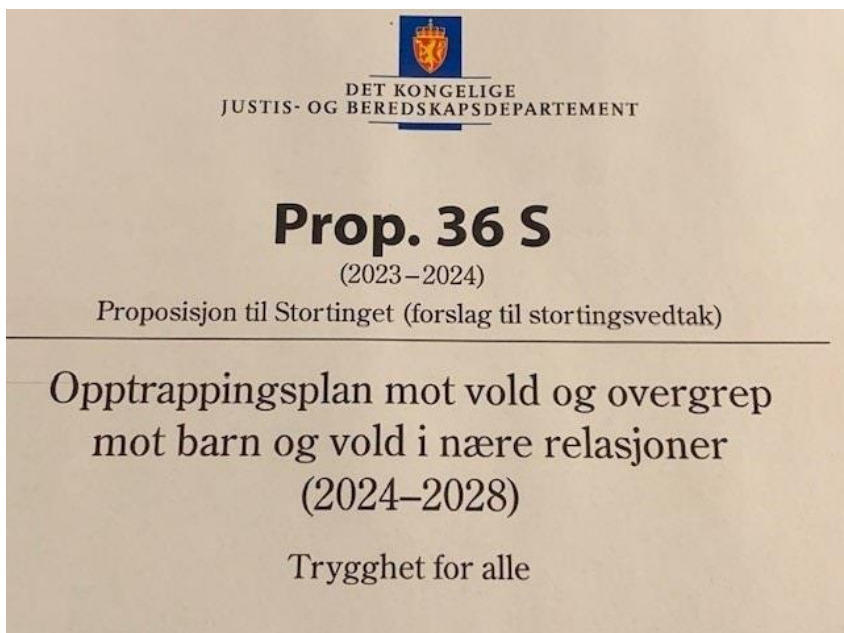 DET KONGELIGE
JUSTIS- OG BEREDSKAPSDEPARTEMENT
Prop. 36 S
(2023–2024)
Proposisjon til Stortinget (forslag til stortingsvedtak)
Opptrappingsplan mot vold og overgrep
mot barn og vold i nære relasjoner
(2024–2028)
Trygghet for alle